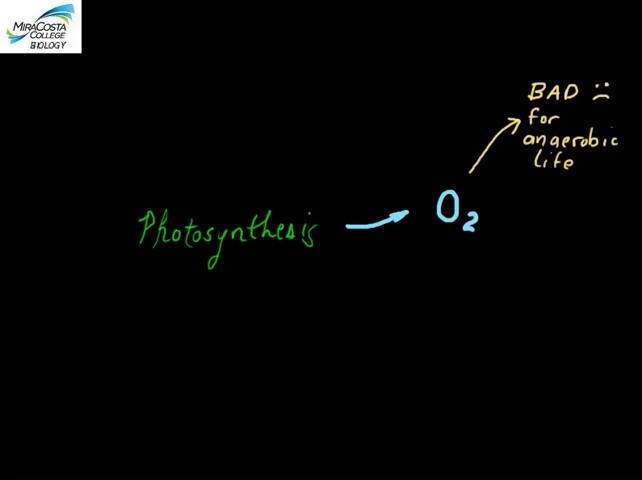 MIRACOSTA
COLLEGE
BIOLOGY
BAD
for
anaerobic
life
Photosynthesis
O2